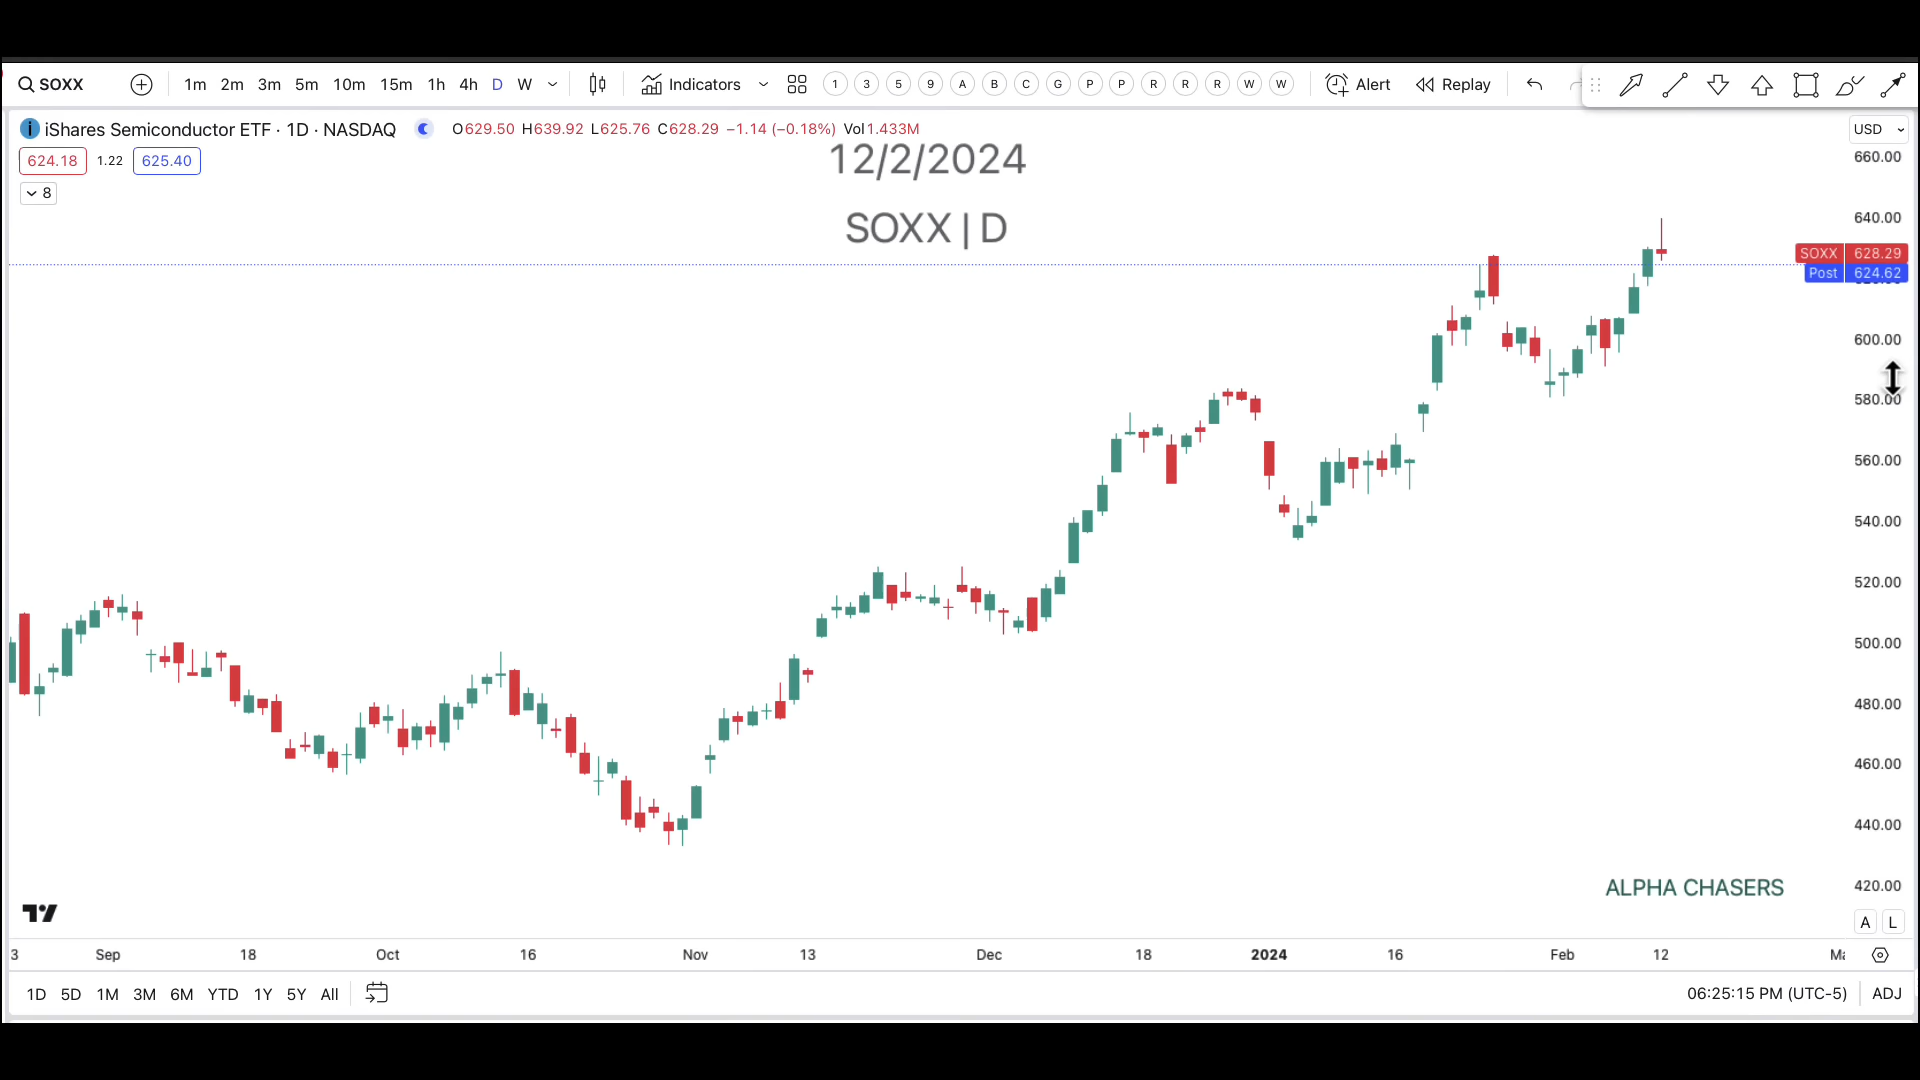 SOXX 1m 2m 3m 5m 10m 15m 1h 4h D W Indicators 1 3 5 9 A B C G P P R R R W W Alert Replay
iShares Semiconductor ETF · 1D · NASDAQ O629.50 H639.92 L625.76 C628.29 −1.14 (−0.18%) Vol1.433M USD
624.18 1.22 625.40
8
12/2/2024
SOXX | D
660.00
640.00
SOXX 628.29
Post 624.62
600.00
580.00
560.00
540.00
520.00
500.00
480.00
460.00
440.00
420.00
ALPHA CHASERS
A L
3 Sep 18 Oct 16 Nov 13 Dec 18 2024 16 Feb 12
1D 5D 1M 3M 6M YTD 1Y 5Y All 06:25:15 PM (UTC-5) ADJ